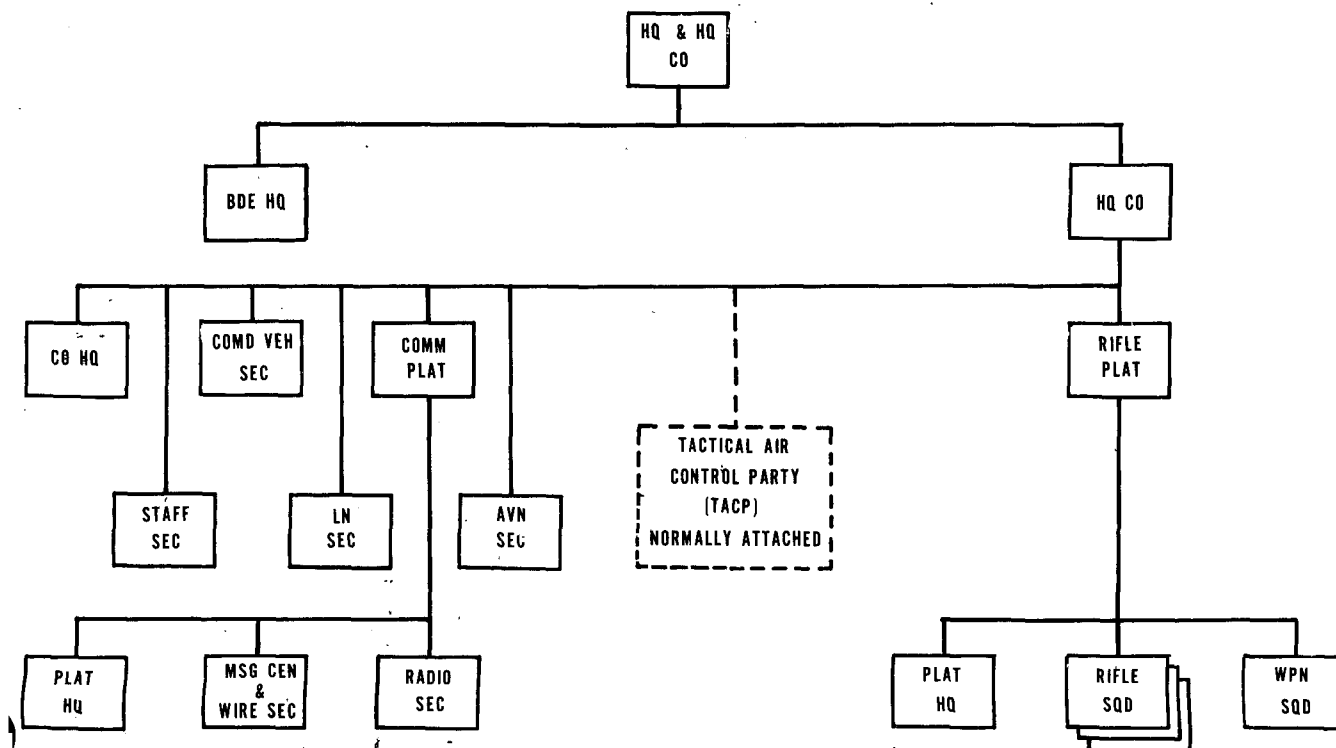 HQ & HQ
CO
BDE HQ
HQ CO
CO HQ
COMD VEH
SEC
COMM
PLAT
RIFLE
PLAT
STAFF
SEC
LN
SEC
AVN
SEC
TACTICAL AIR
CONTROL PARTY
(TACP)
NORMALLY ATTACHED
PLAT
HQ
MSG CEN
&
WIRE SEC
RADIO
SEC
PLAT
HQ
RIFLE
SQD
WPN
SQD